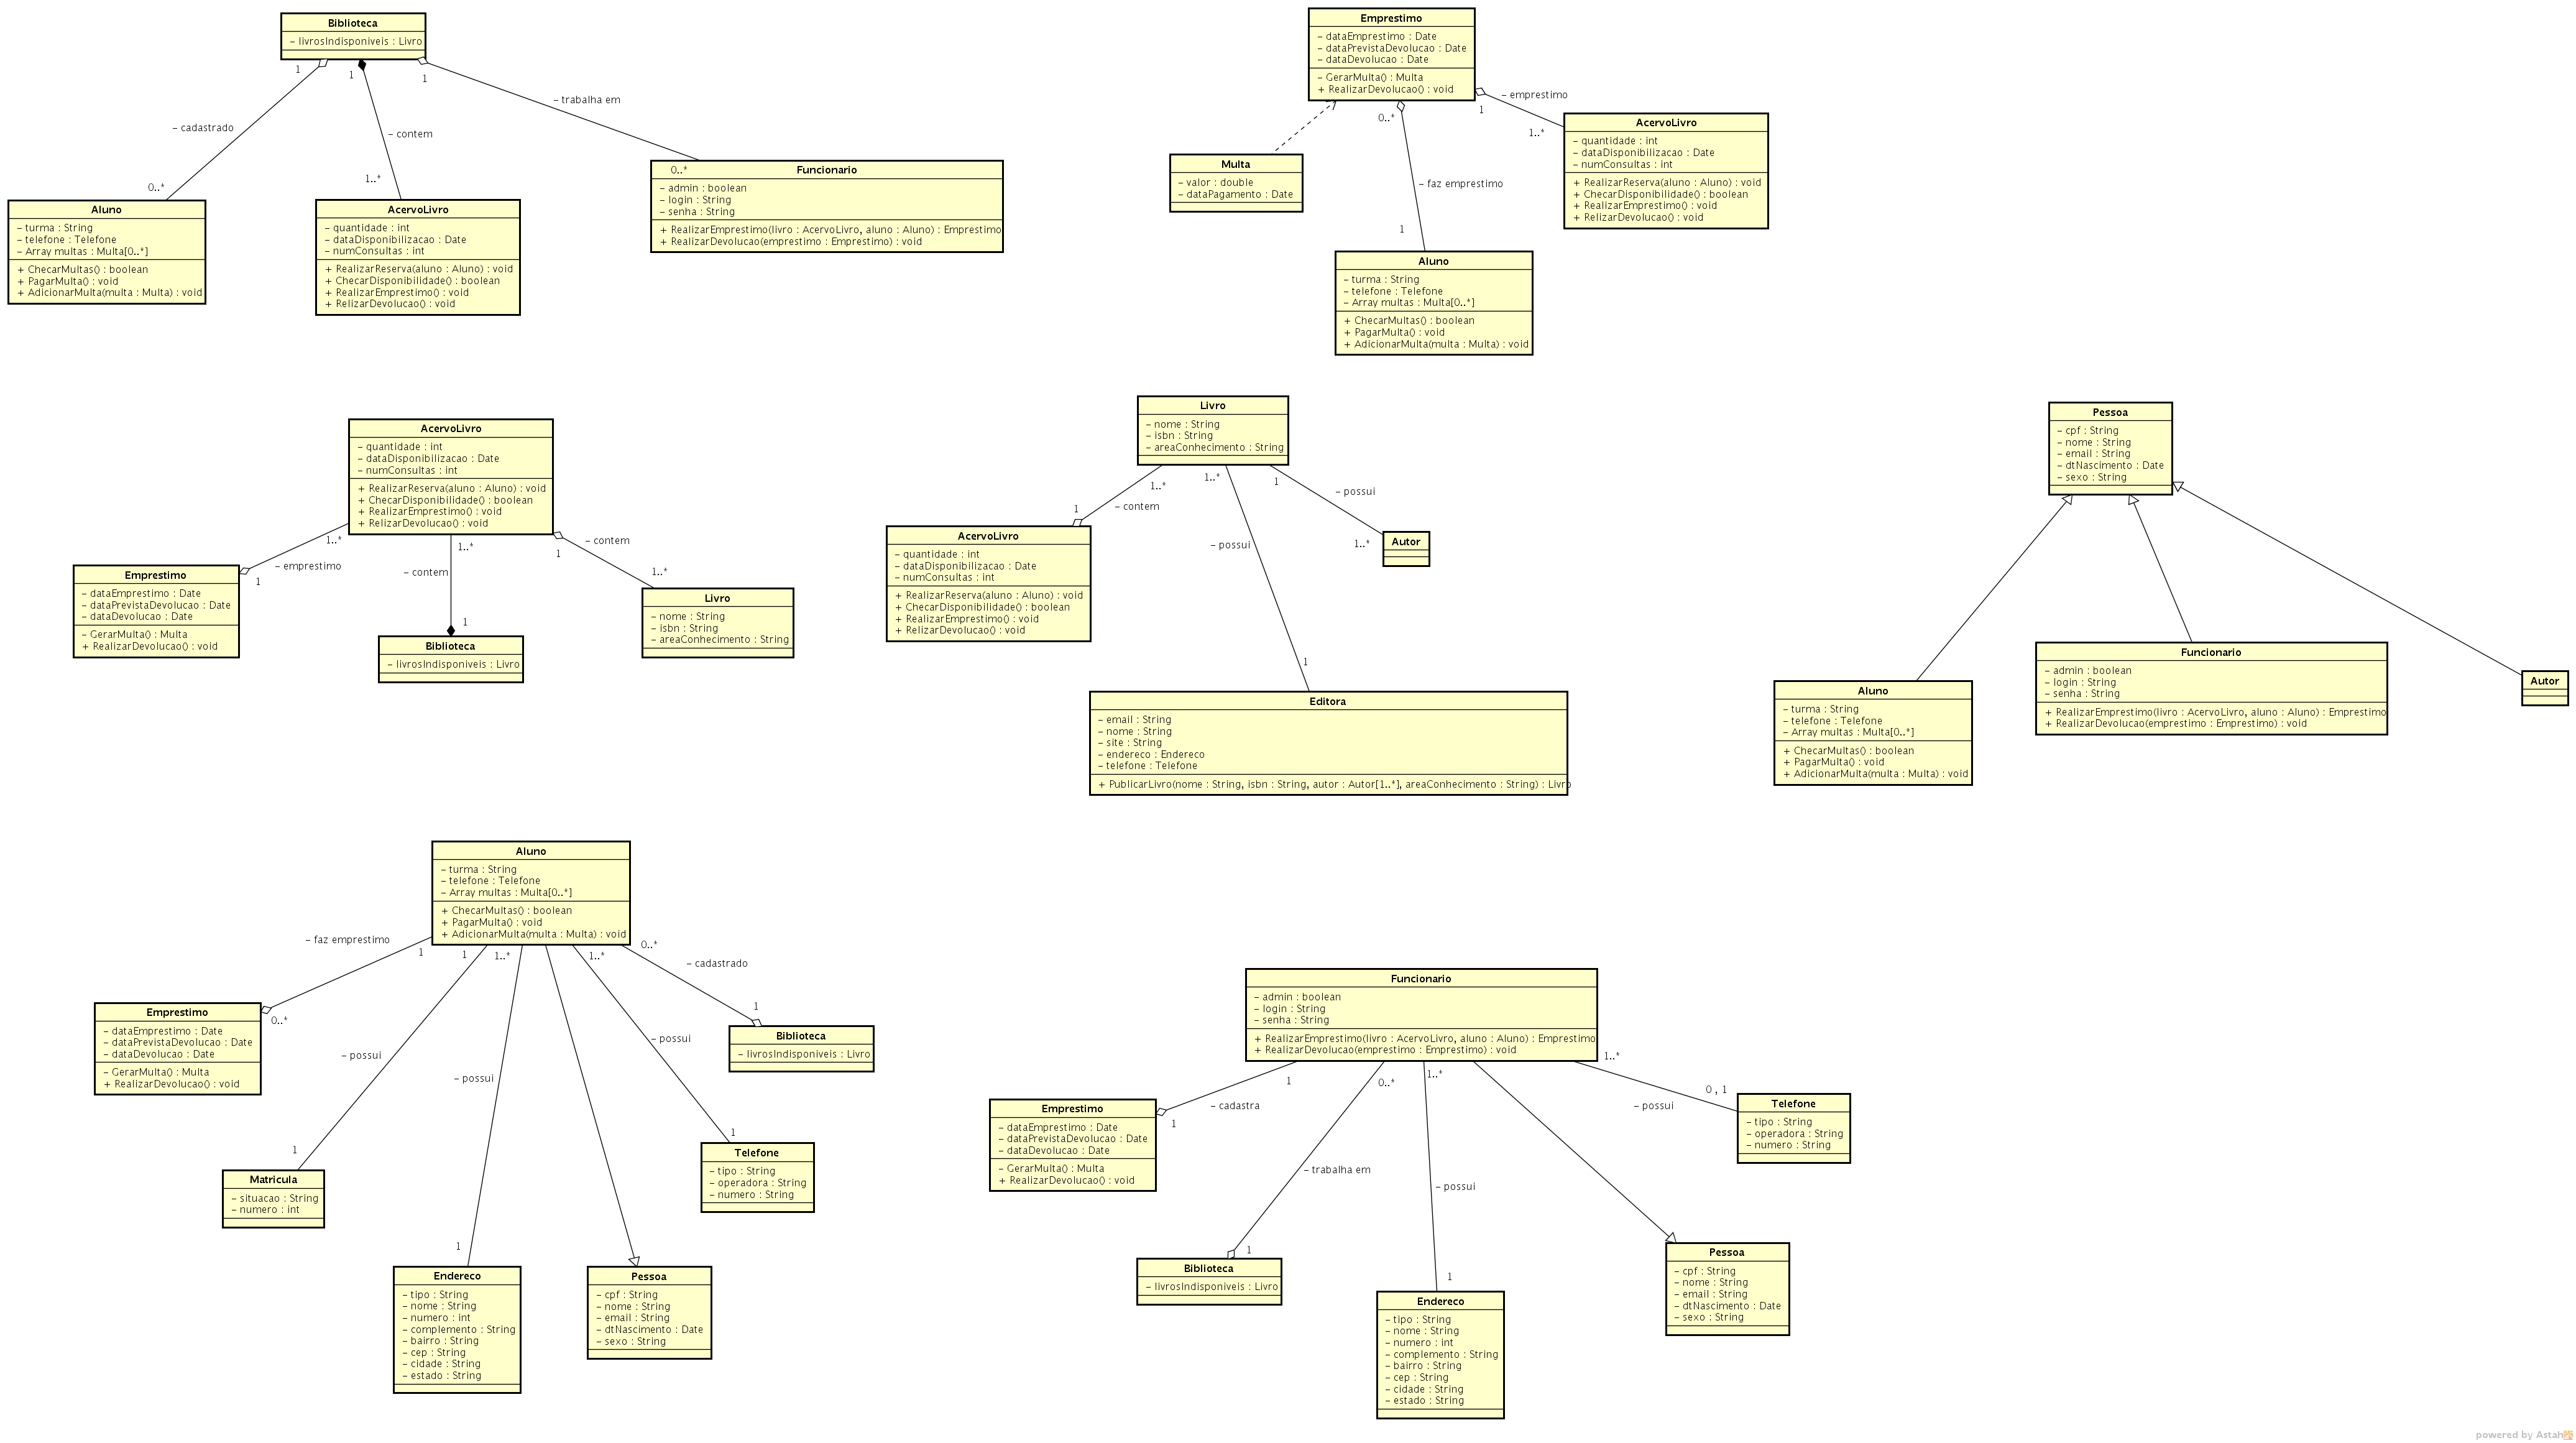 Biblioteca
– livrosIndisponiveis : Livro
1
1
1
– cadastrado
– contem
– trabalha em
0..*
1..*
0..*
Aluno
– turma : String
– telefone : Telefone
– Array multas : Multa[0..*]
+ ChecarMultas() : boolean
+ PagarMulta() : void
+ AdicionarMulta(multa : Multa) : void
AcervoLivro
– quantidade : int
– dataDisponibilizacao : Date
– numConsultas : int
+ RealizarReserva(aluno : Aluno) : void
+ ChecarDisponibilidade() : boolean
+ RealizarEmprestimo() : void
+ RelizarDevolucao() : void
Funcionario
– admin : boolean
– login : String
– senha : String
+ RealizarEmprestimo(livro : AcervoLivro, aluno : Aluno) : Emprestimo
+ RealizarDevolucao(emprestimo : Emprestimo) : void
Emprestimo
– dataEmprestimo : Date
– dataPrevistaDevolucao : Date
– dataDevolucao : Date
– GerarMulta() : Multa
+ RealizarDevolucao() : void
– emprestimo
1
1..*
0..*
– faz emprestimo
1
Multa
– valor : double
– dataPagamento : Date
AcervoLivro
– quantidade : int
– dataDisponibilizacao : Date
– numConsultas : int
+ RealizarReserva(aluno : Aluno) : void
+ ChecarDisponibilidade() : boolean
+ RealizarEmprestimo() : void
+ RelizarDevolucao() : void
Aluno
– turma : String
– telefone : Telefone
– Array multas : Multa[0..*]
+ ChecarMultas() : boolean
+ PagarMulta() : void
+ AdicionarMulta(multa : Multa) : void
AcervoLivro
– quantidade : int
– dataDisponibilizacao : Date
– numConsultas : int
+ RealizarReserva(aluno : Aluno) : void
+ ChecarDisponibilidade() : boolean
+ RealizarEmprestimo() : void
+ RelizarDevolucao() : void
1..*
– emprestimo
1
1..*
– contem
1
1
– contem
1..*
Emprestimo
– dataEmprestimo : Date
– dataPrevistaDevolucao : Date
– dataDevolucao : Date
– GerarMulta() : Multa
+ RealizarDevolucao() : void
Biblioteca
– livrosIndisponiveis : Livro
Livro
– nome : String
– isbn : String
– areaConhecimento : String
Livro
– nome : String
– isbn : String
– areaConhecimento : String
1..*
1..*
1
– possui
1
– contem
– possui
1..*
1
AcervoLivro
– quantidade : int
– dataDisponibilizacao : Date
– numConsultas : int
+ RealizarReserva(aluno : Aluno) : void
+ ChecarDisponibilidade() : boolean
+ RealizarEmprestimo() : void
+ RelizarDevolucao() : void
Autor
Editora
– email : String
– nome : String
– site : String
– endereco : Endereco
– telefone : Telefone
+ PublicarLivro(nome : String, isbn : String, autor : Autor[1..*], areaConhecimento : String) : Livro
Pessoa
– cpf : String
– nome : String
– email : String
– dtNascimento : Date
– sexo : String
Aluno
– turma : String
– telefone : Telefone
– Array multas : Multa[0..*]
+ ChecarMultas() : boolean
+ PagarMulta() : void
+ AdicionarMulta(multa : Multa) : void
Funcionario
– admin : boolean
– login : String
– senha : String
+ RealizarEmprestimo(livro : AcervoLivro, aluno : Aluno) : Emprestimo
+ RealizarDevolucao(emprestimo : Emprestimo) : void
Autor
Aluno
– turma : String
– telefone : Telefone
– Array multas : Multa[0..*]
+ ChecarMultas() : boolean
+ PagarMulta() : void
+ AdicionarMulta(multa : Multa) : void
– faz emprestimo
1
1
1..*
1..*
0..*
– cadastrado
1
0..*
– possui
– possui
– possui
1
1
1
Emprestimo
– dataEmprestimo : Date
– dataPrevistaDevolucao : Date
– dataDevolucao : Date
– GerarMulta() : Multa
+ RealizarDevolucao() : void
Biblioteca
– livrosIndisponiveis : Livro
Matricula
– situacao : String
– numero : int
Telefone
– tipo : String
– operadora : String
– numero : String
Endereco
– tipo : String
– nome : String
– numero : int
– complemento : String
– bairro : String
– cep : String
– cidade : String
– estado : String
Pessoa
– cpf : String
– nome : String
– email : String
– dtNascimento : Date
– sexo : String
Funcionario
– admin : boolean
– login : String
– senha : String
+ RealizarEmprestimo(livro : AcervoLivro, aluno : Aluno) : Emprestimo
+ RealizarDevolucao(emprestimo : Emprestimo) : void
1
0..*
1..*
1..*
0 , 1
– cadastra
1
– possui
– trabalha em
– possui
1
1
Emprestimo
– dataEmprestimo : Date
– dataPrevistaDevolucao : Date
– dataDevolucao : Date
– GerarMulta() : Multa
+ RealizarDevolucao() : void
Telefone
– tipo : String
– operadora : String
– numero : String
Biblioteca
– livrosIndisponiveis : Livro
Endereco
– tipo : String
– nome : String
– numero : int
– complemento : String
– bairro : String
– cep : String
– cidade : String
– estado : String
Pessoa
– cpf : String
– nome : String
– email : String
– dtNascimento : Date
– sexo : String
powered by Astah